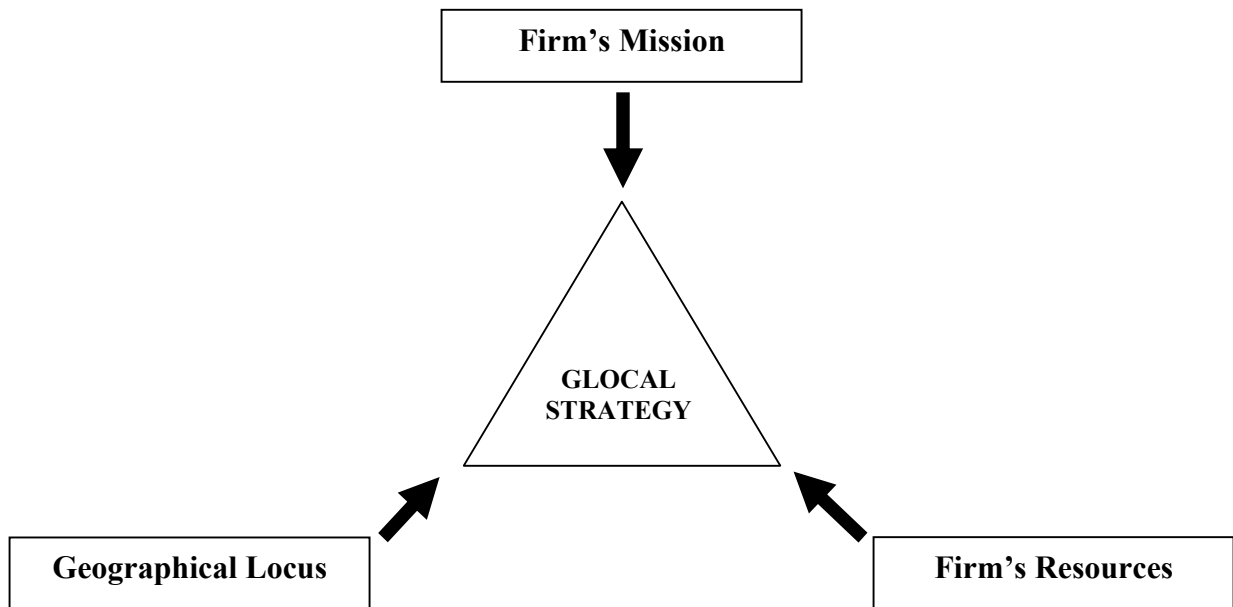 Firm’s Mission
GLOCAL
STRATEGY
Geographical Locus
Firm’s Resources